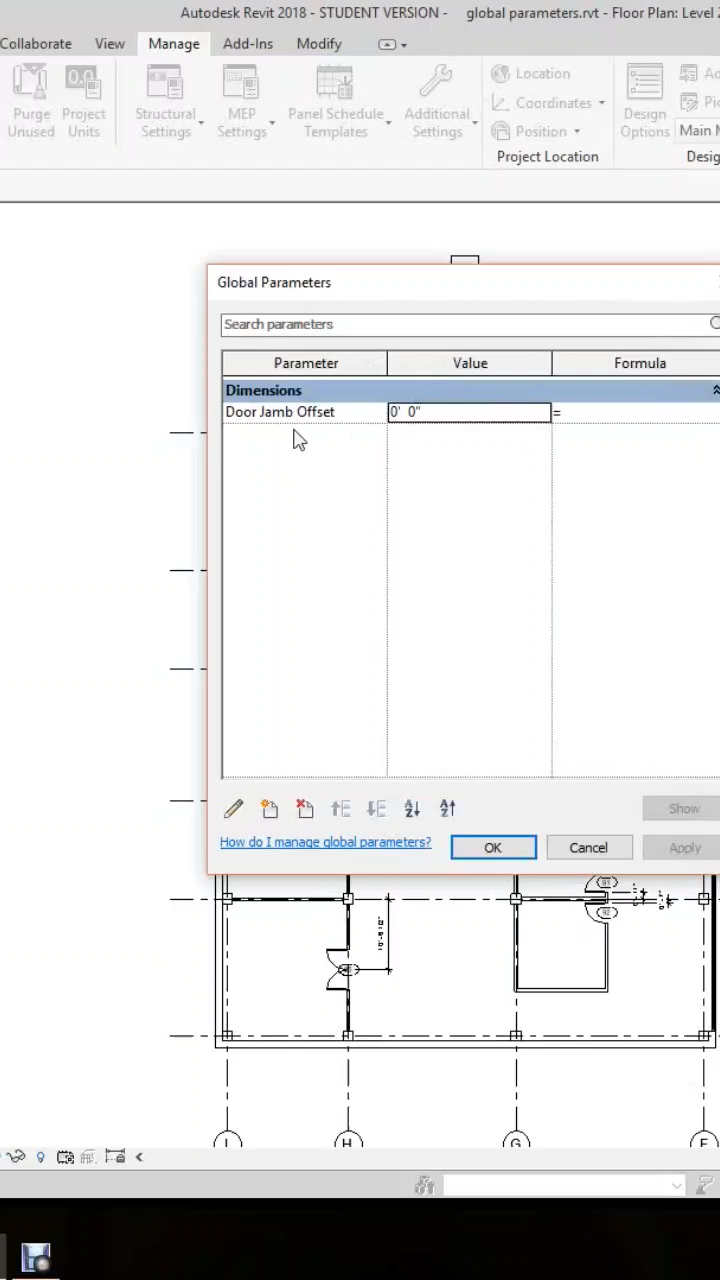 Autodesk Revit 2018 - STUDENT VERSION - global parameters.rvt - Floor Plan: Level
Collaborate View Manage Add-Ins Modify
Purge Unused
Project Units
Structural Settings
MEP Settings
Panel Schedule Templates
Additional Settings
Location
Coordinates
Position
Project Location
Design Options
Main
Global Parameters
Search parameters
Parameter Value Formula
Dimensions
Door Jamb Offset 0' 0" =
Show
How do I manage global parameters? OK Cancel Apply
H G